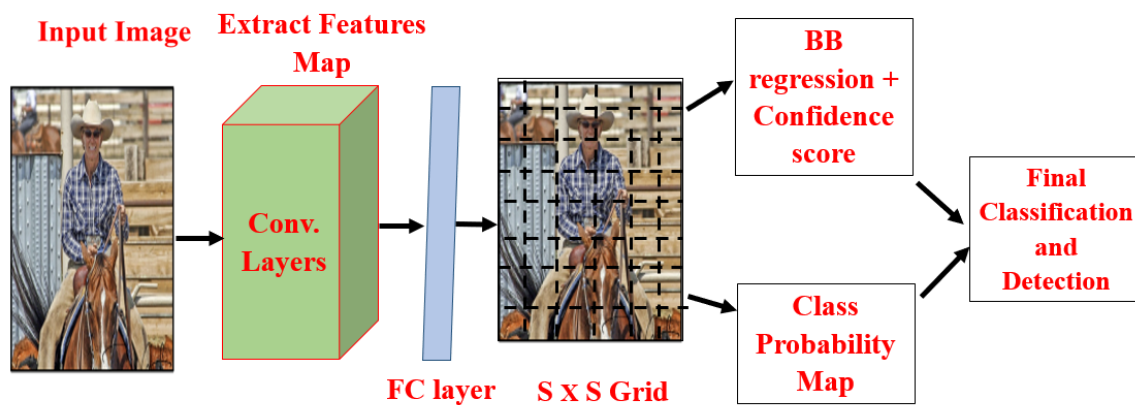 Input Image
Extract Features
Map
Conv.
Layers
FC layer
S X S Grid
BB
regression +
Confidence
score
Class
Probability
Map
Final
Classification
and
Detection